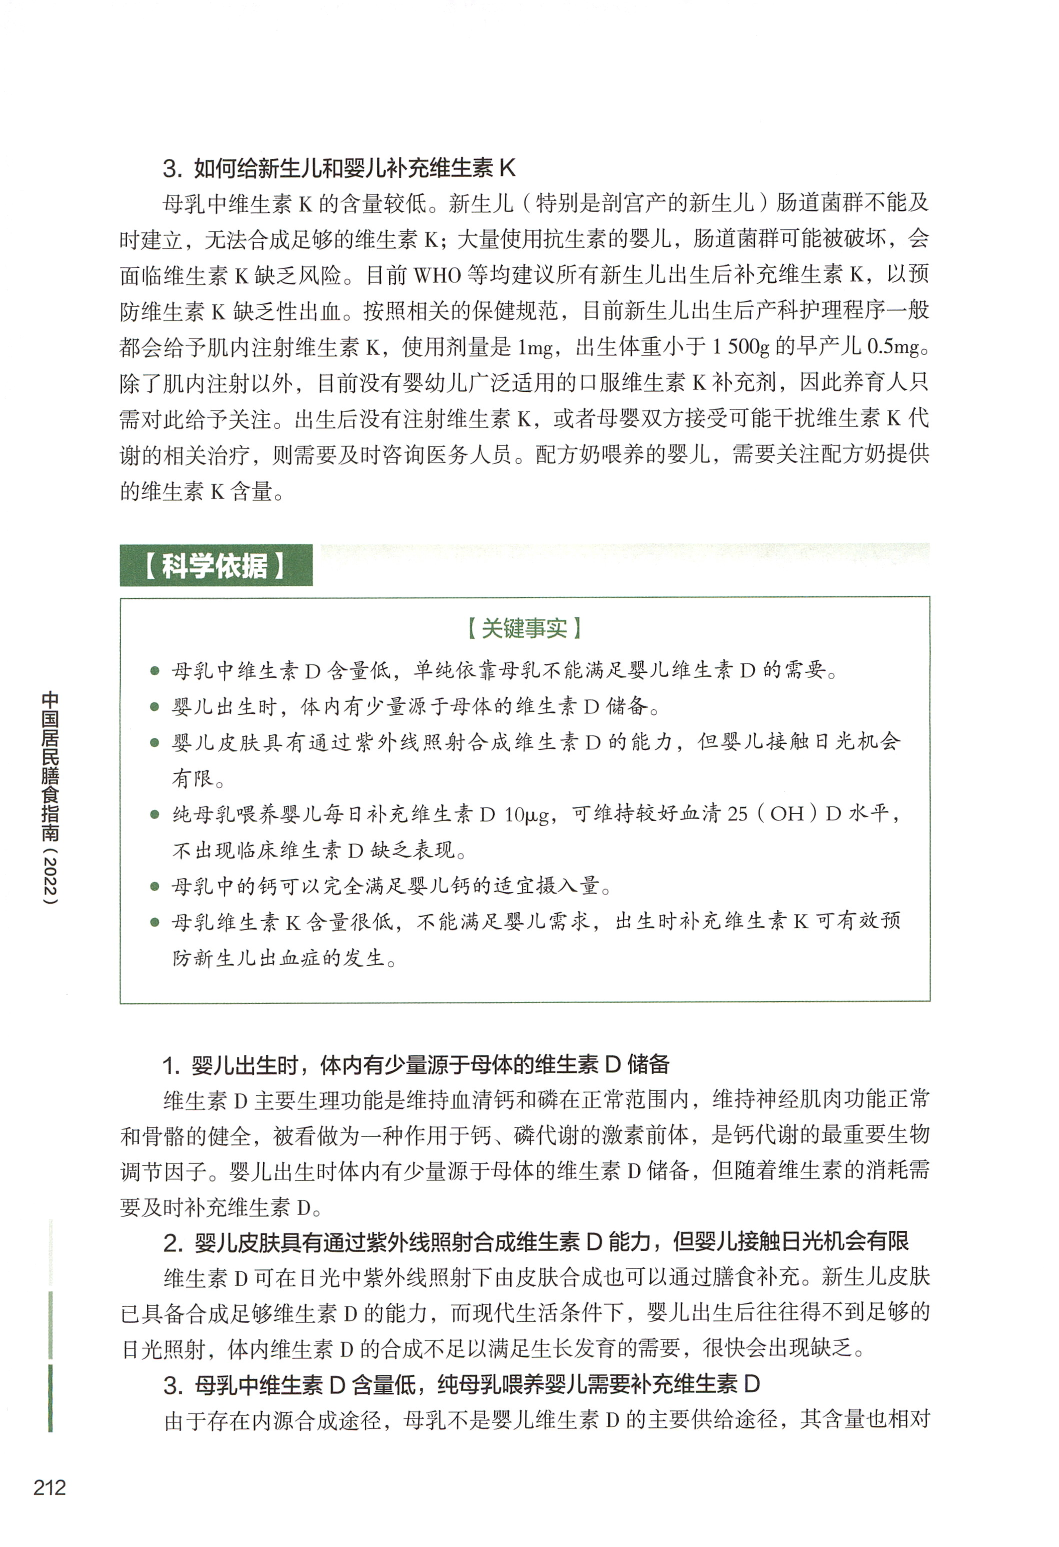 3. 如何给新生儿和婴儿补充维生素 K
母乳中维生素 K 的含量较低。新生儿（特别是剖宫产的新生儿）肠道菌群不能及
时建立，无法合成足够的维生素 K；大量使用抗生素的婴儿，肠道菌群可能被破坏，会
面临维生素 K 缺乏风险。目前 WHO 等均建议所有新生儿出生后补充维生素 K，以预
防维生素 K 缺乏性出血。按照相关的保健规范，目前新生儿出生后产科护理程序一般
都会给予肌内注射维生素 K，使用剂量是 1mg，出生体重小于 1 500g 的早产儿 0.5mg。
除了肌内注射以外，目前没有婴幼儿广泛适用的口服维生素 K 补充剂，因此养育人只
需对此给予关注。出生后没有注射维生素 K，或者母婴双方接受可能干扰维生素 K 代
谢的相关治疗，则需要及时咨询医务人员。配方奶喂养的婴儿，需要关注配方奶提供
的维生素 K 含量。
【科学依据】
【关键事实】
● 母乳中维生素 D 含量低，单纯依靠母乳不能满足婴儿维生素 D 的需要。
● 婴儿出生时，体内有少量源于母体的维生素 D 储备。
● 婴儿皮肤具有通过紫外线照射合成维生素 D 的能力，但婴儿接触日光机会
有限。
● 纯母乳喂养婴儿每日补充维生素 D 10μg，可维持较好血清 25（OH）D 水平，
不出现临床维生素 D 缺乏表现。
● 母乳中的钙可以完全满足婴儿钙的适宜摄入量。
● 母乳维生素 K 含量很低，不能满足婴儿需求，出生时补充维生素 K 可有效预
防新生儿出血症的发生。
1. 婴儿出生时，体内有少量源于母体的维生素 D 储备
维生素 D 主要生理功能是维持血清钙和磷在正常范围内，维持神经肌肉功能正常
和骨骼的健全，被看做为一种作用于钙、磷代谢的激素前体，是钙代谢的最重要生物
调节因子。婴儿出生时体内有少量源于母体的维生素 D 储备，但随着维生素的消耗需
要及时补充维生素 D。
2. 婴儿皮肤具有通过紫外线照射合成维生素 D 能力，但婴儿接触日光机会有限
维生素 D 可在日光中紫外线照射下由皮肤合成也可以通过膳食补充。新生儿皮肤
已具备合成足够维生素 D 的能力，而现代生活条件下，婴儿出生后往往得不到足够的
日光照射，体内维生素 D 的合成不足以满足生长发育的需要，很快会出现缺乏。
3. 母乳中维生素 D 含量低，纯母乳喂养婴儿需要补充维生素 D
由于存在内源合成途径，母乳不是婴儿维生素 D 的主要供给途径，其含量也相对
中国居民膳食指南（2022）
212